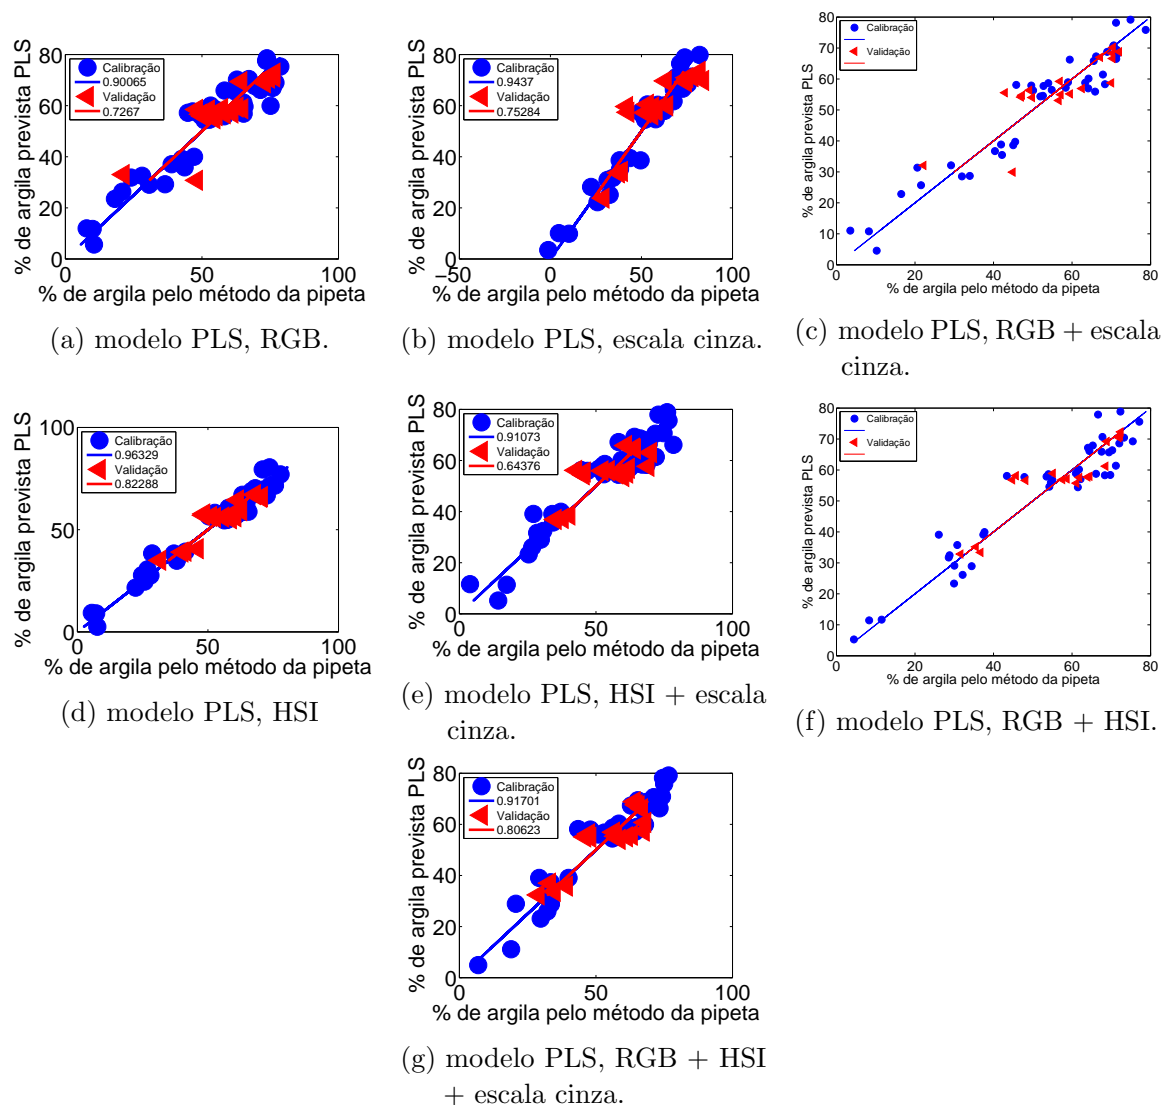 % de argila prevista PLS
80
60
40
20
0
0
50
100
Calibração
0.90065
Validação
0.7267
% de argila pelo método da pipeta
(a) modelo PLS, RGB.
% de argila prevista PLS
80
60
40
20
0
−50
0
50
100
Calibração
0.9437
Validação
0.75284
% de argila pelo método da pipeta
(b) modelo PLS, escala cinza.
% de argila prevista PLS
80
70
60
50
40
30
20
10
0
0
20
40
60
80
Calibração
Validação
% de argila pelo método da pipeta
(c) modelo PLS, RGB + escala
cinza.
% de argila prevista PLS
100
50
0
0
50
100
Calibração
0.96329
Validação
0.82288
% de argila pelo método da pipeta
(d) modelo PLS, HSI
% de argila prevista PLS
80
60
40
20
0
0
50
100
Calibração
0.91073
Validação
0.64376
% de argila pelo método da pipeta
(e) modelo PLS, HSI + escala
cinza.
% de argila prevista PLS
80
70
60
50
40
30
20
10
0
0
20
40
60
80
Calibração
Validação
% de argila pelo método da pipeta
(f) modelo PLS, RGB + HSI.
% de argila prevista PLS
80
60
40
20
0
0
50
100
Calibração
0.91701
Validação
0.80623
% de argila pelo método da pipeta
(g) modelo PLS, RGB + HSI
+ escala cinza.